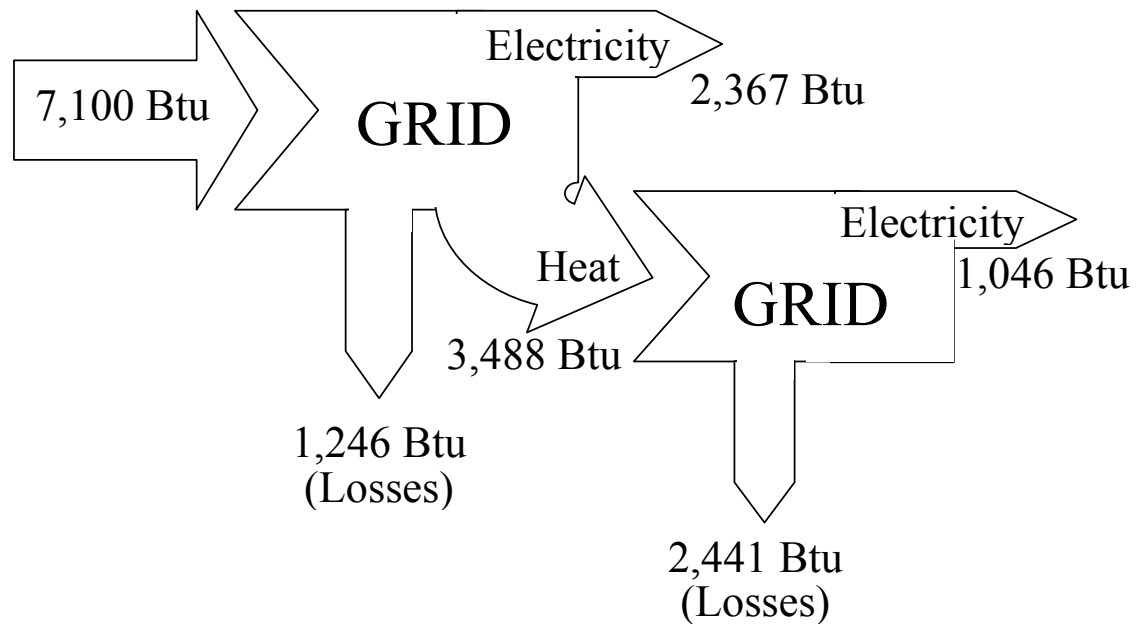 Electricity
7,100 Btu
2,367 Btu
GRID
Electricity
Heat
1,046 Btu
GRID
3,488 Btu
1,246 Btu
(Losses)
2,441 Btu
(Losses)